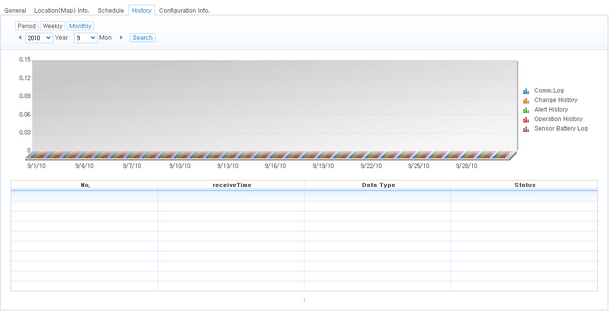 General Location(Map) Info. Schedule History Configuration Info.
Period Weekly Monthly
2010 Year 9 Mon Search
0.15
0.12
0.09
0.06
0.03
0
9/1/10 9/4/10 9/7/10 9/10/10 9/13/10 9/16/10 9/19/10 9/22/10 9/25/10 9/28/10
Comm.Log
Change History
Alert History
Operation History
Sensor Battery Log
No, receiveTime Data Type Status